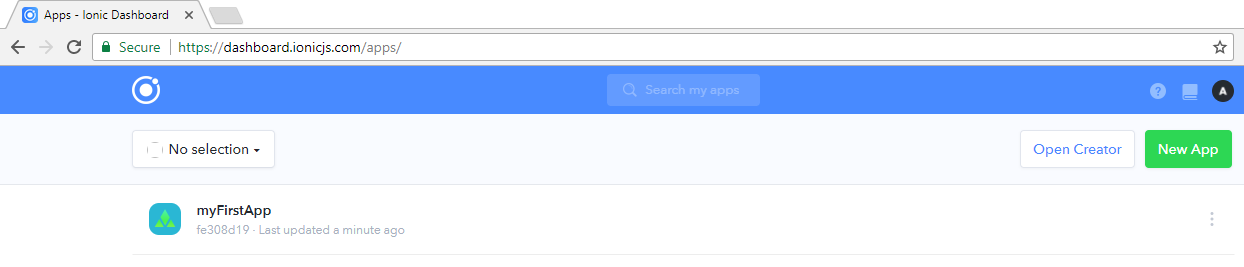 Apps - Ionic Dashboard
Secure https://dashboard.ionicjs.com/apps/
Search my apps
? A
No selection
Open Creator New App
myFirstApp
fe308d19 · Last updated a minute ago